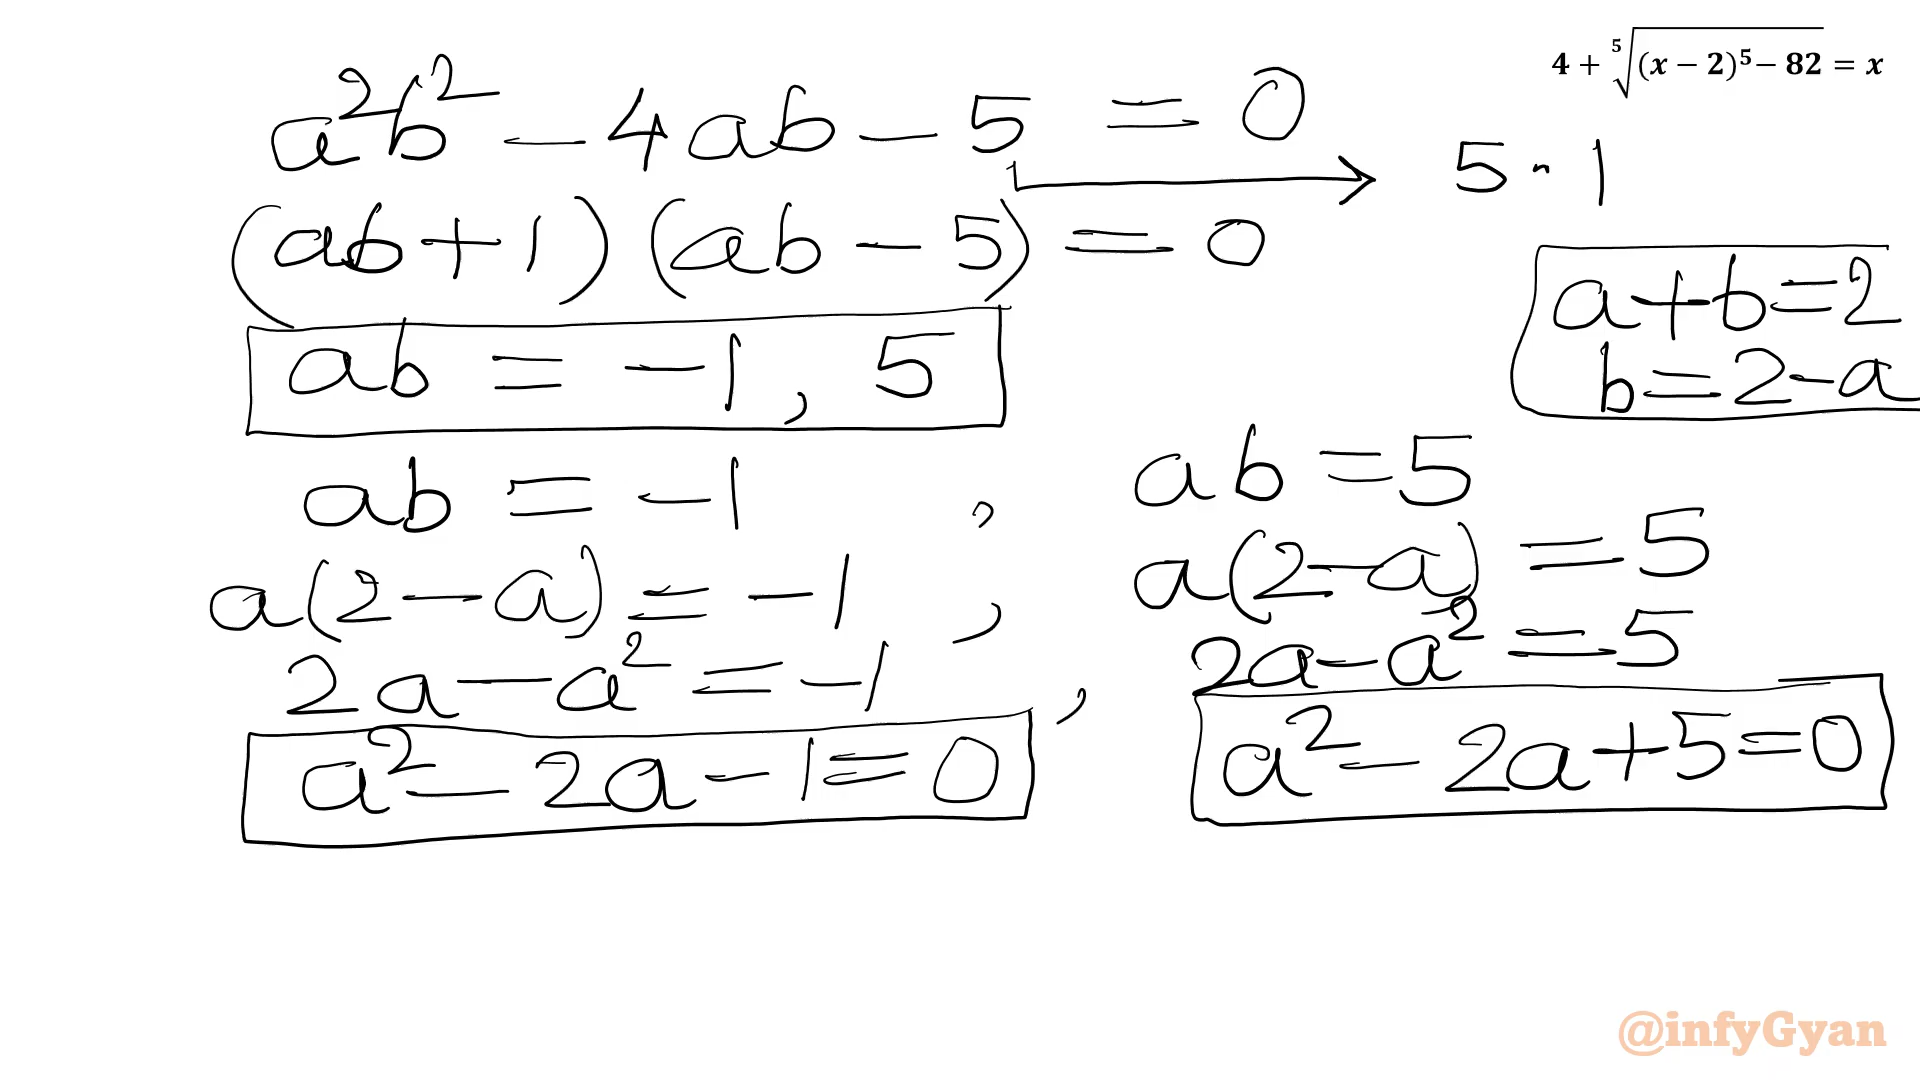 4 + ⁵√((x − 2)⁵ − 82) = x
a²b² − 4ab − 5 = 0
5 · 1
(ab + 1)(ab − 5) = 0
a + b = 2
b = 2 − a
ab = −1, 5
ab = −1 , ab = 5
a(2 − a) = −1 , a(2 − a) = 5
2a − a² = −1 , 2a − a² = 5
a² − 2a − 1 = 0
a² − 2a + 5 = 0
@infyGyan